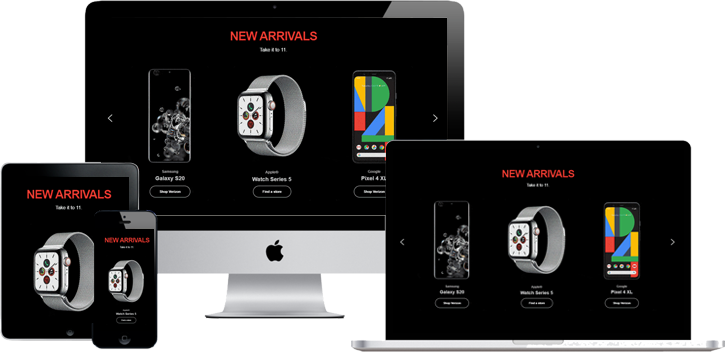 NEW ARRIVALS
Take it to 11.
Samsung
Galaxy S20
Shop Verizon
Apple®
Watch Series 5
Find a store
Google
Pixel 4 XL
Shop Verizon
NEW ARRIVALS
Take it to 11.
NEW ARRIVALS
Take it to 11.
Watch Series 5
Find a store
NEW ARRIVALS
Take it to 11.
Samsung
Galaxy S20
Shop Verizon
Apple®
Watch Series 5
Find a store
Google
Pixel 4 XL
Shop Verizon